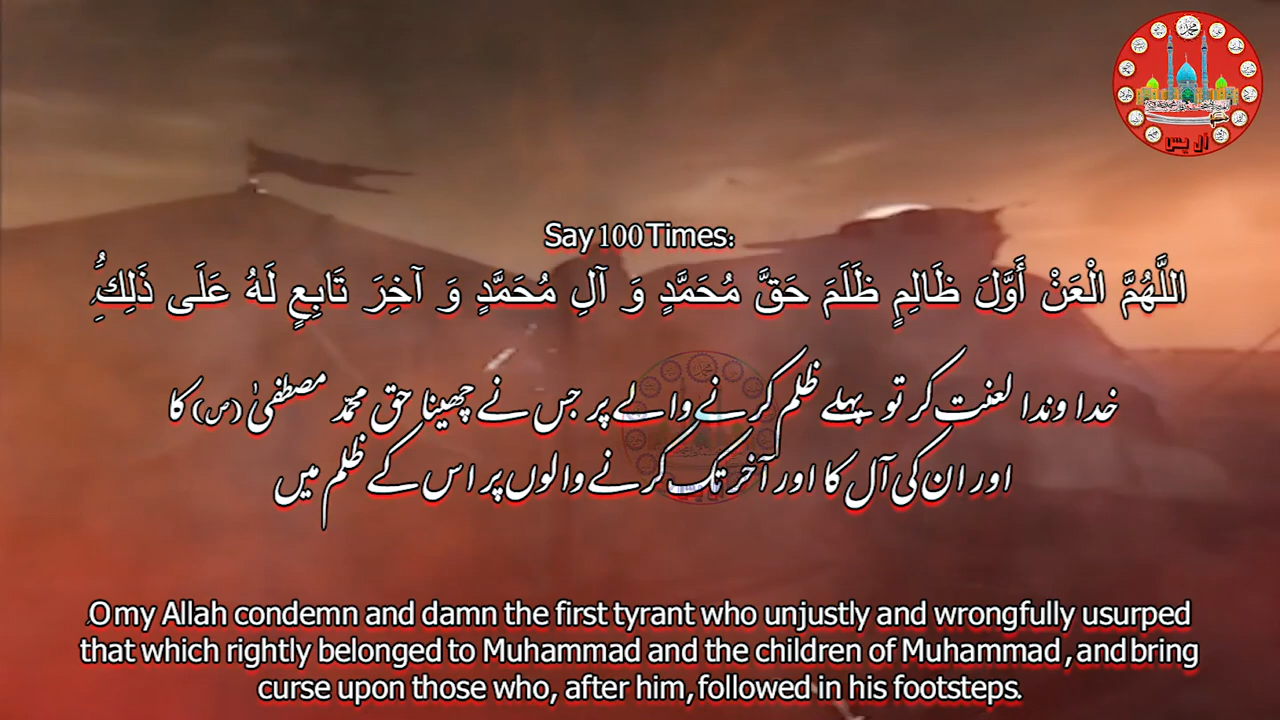 Say 100 Times:
اللَّهُمَّ الْعَنْ أَوَّلَ ظَالِمٍ ظَلَمَ حَقَّ مُحَمَّدٍ وَ آلِ مُحَمَّدٍ وَ آخِرَ تَابِعٍ لَهُ عَلَى ذَلِكَ
خدا وندا لعنت کر تو پہلے ظلم کرنے والے پر جس نے چھینا حق محمّد مصطفیٰ (ص) کا
اور ان کی آل کا اور آخر تک کرنے والوں پر اس کے ظلم میں
O my Allah condemn and damn the first tyrant who unjustly and wrongfully usurped
that which rightly belonged to Muhammad and the children of Muhammad , and bring
curse upon those who, after him, followed in his footsteps.